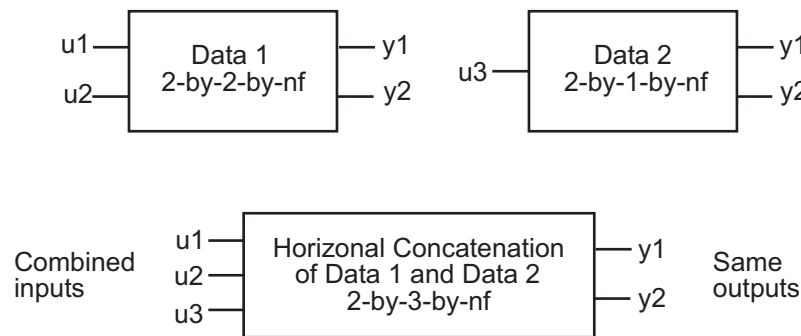 u1
u2
Data 1
2-by-2-by-nf
y1
y2
u3
Data 2
2-by-1-by-nf
y1
y2
Combined
inputs
u1
u2
u3
Horizonal Concatenation
of Data 1 and Data 2
2-by-3-by-nf
y1
y2
Same
outputs